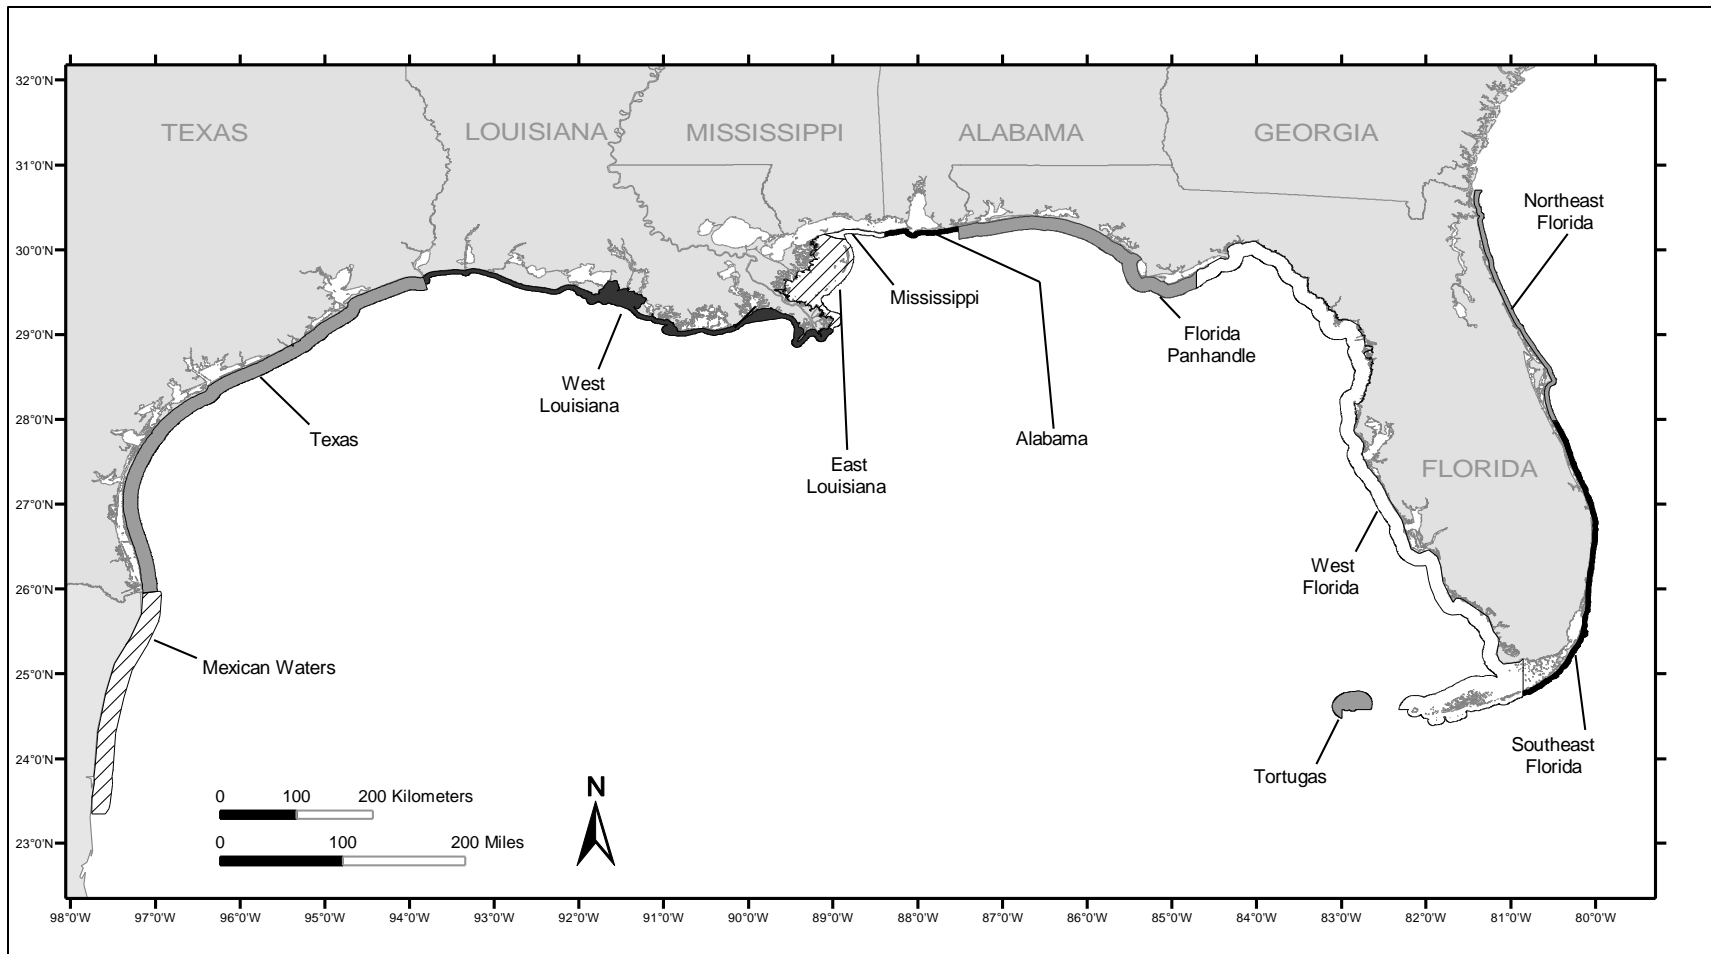 32°0'N
31°0'N
30°0'N
29°0'N
28°0'N
27°0'N
26°0'N
25°0'N
24°0'N
23°0'N
TEXAS
LOUISIANA
MISSISSIPPI
ALABAMA
GEORGIA
Northeast
Florida
Mississippi
Florida
Panhandle
West
Louisiana
Texas
Alabama
East
Louisiana
FLORIDA
West
Florida
Mexican Waters
Southeast
Florida
Tortugas
N
0 100 200 Kilometers
0 100 200 Miles
98°0'W 97°0'W 96°0'W 95°0'W 94°0'W 93°0'W 92°0'W 91°0'W 90°0'W 89°0'W 88°0'W 87°0'W 86°0'W 85°0'W 84°0'W 83°0'W 82°0'W 81°0'W 80°0'W